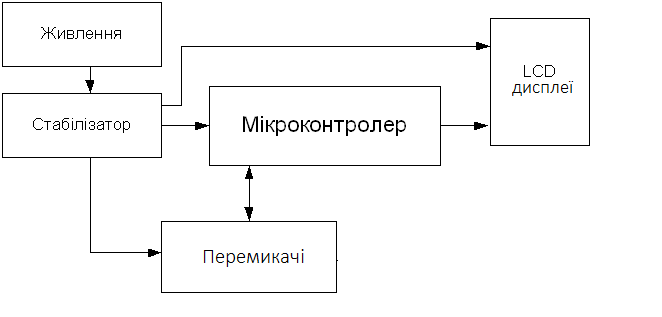 Живлення
Стабілізатор
Мікроконтролер
LCD
дисплеї
Перемикачі